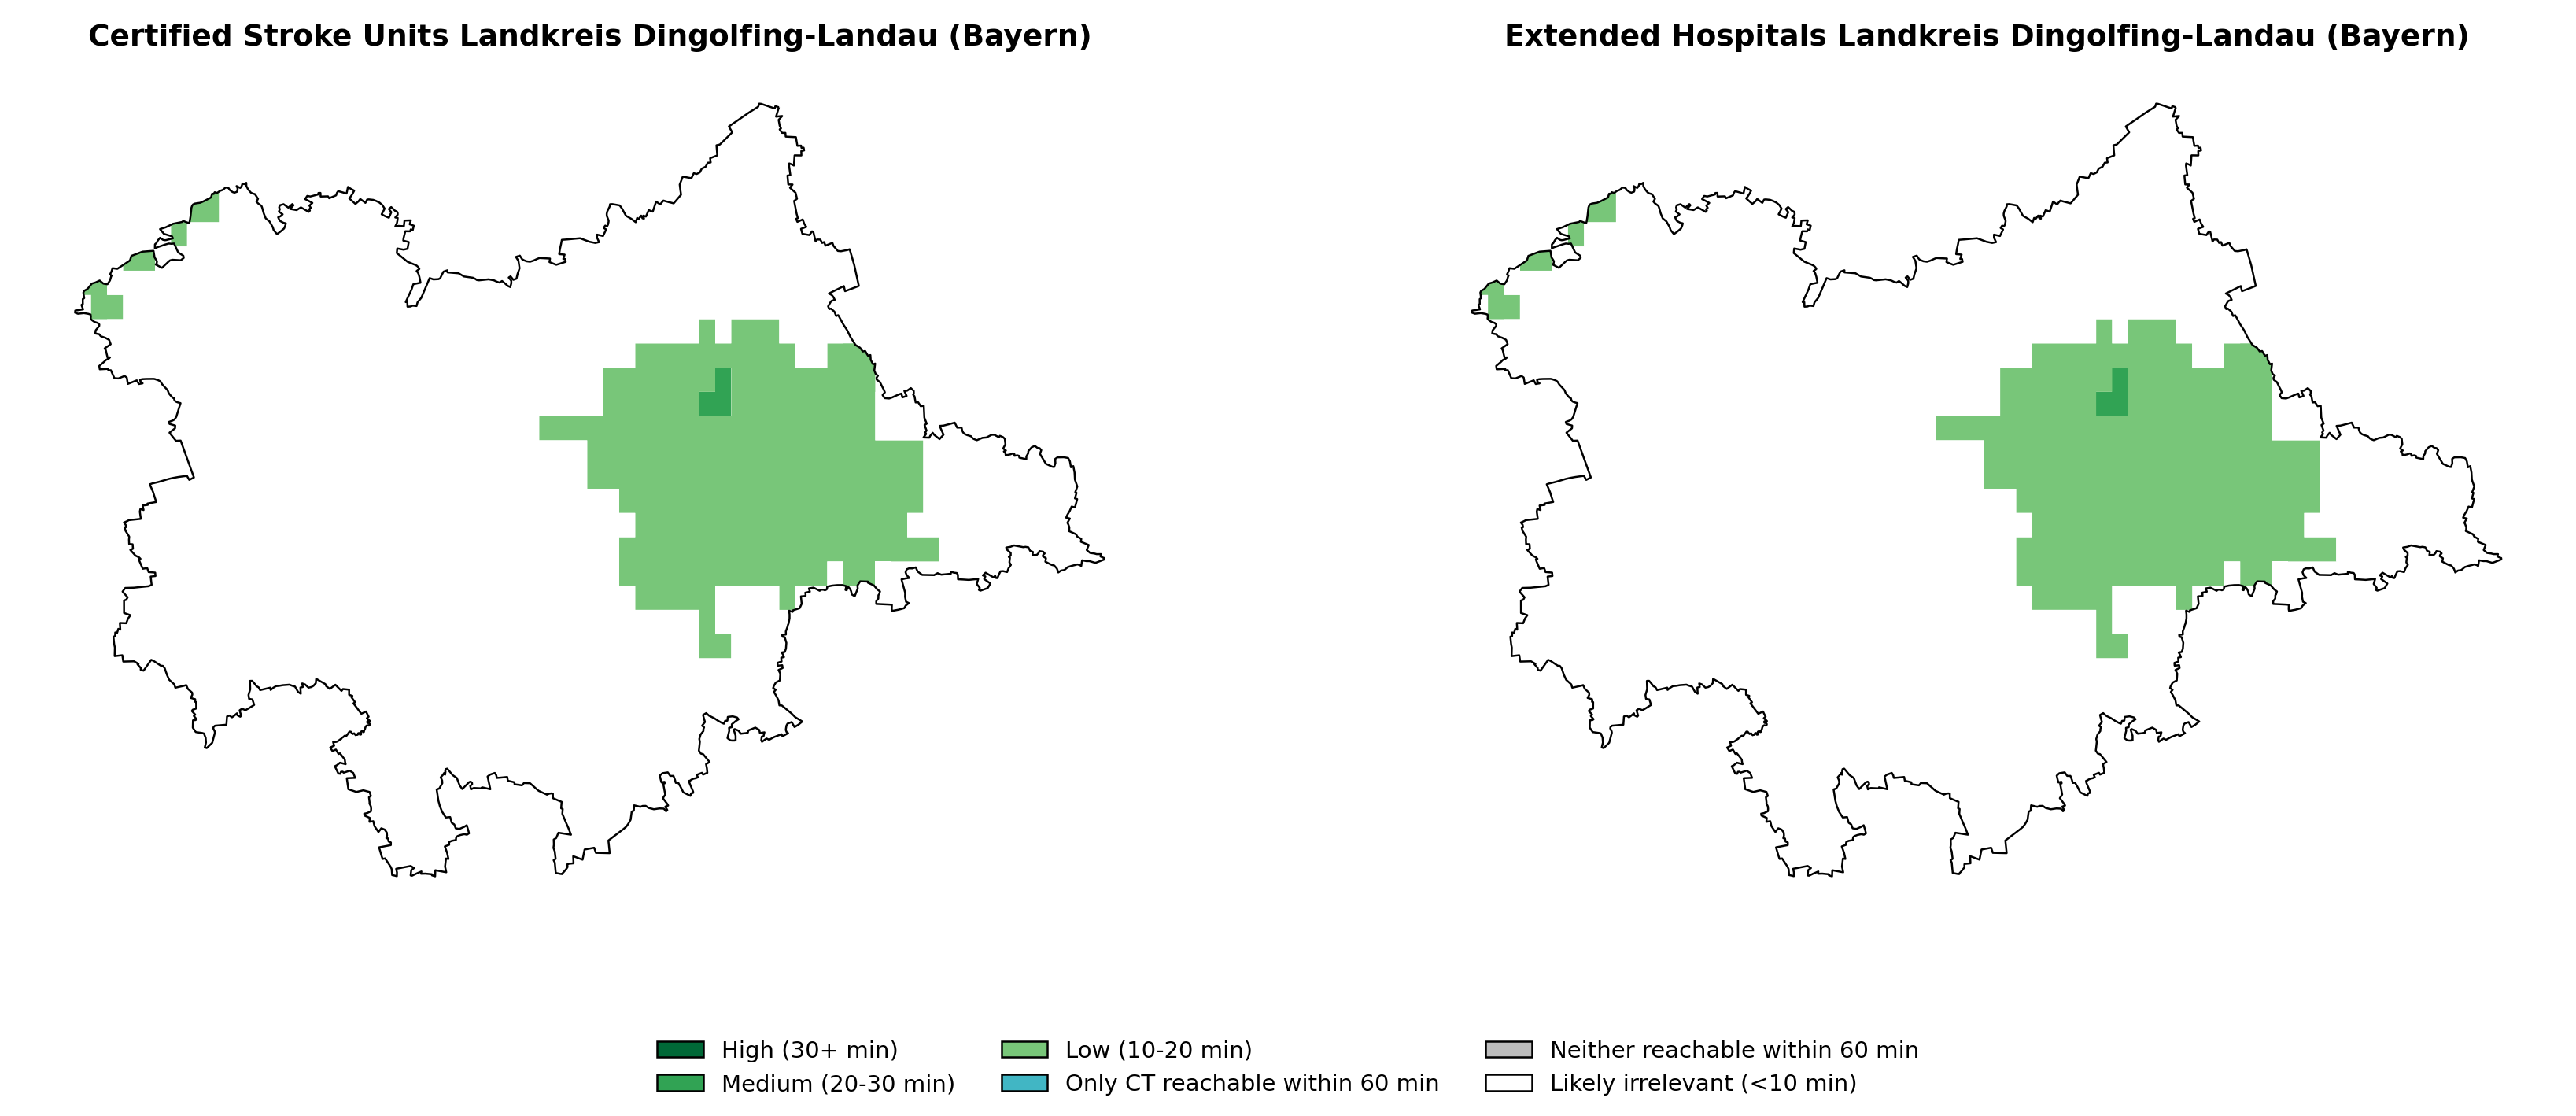 Certified Stroke Units Landkreis Dingolfing-Landau (Bayern)
Extended Hospitals Landkreis Dingolfing-Landau (Bayern)
High (30+ min)
Medium (20-30 min)
Low (10-20 min)
Only CT reachable within 60 min
Neither reachable within 60 min
Likely irrelevant (<10 min)